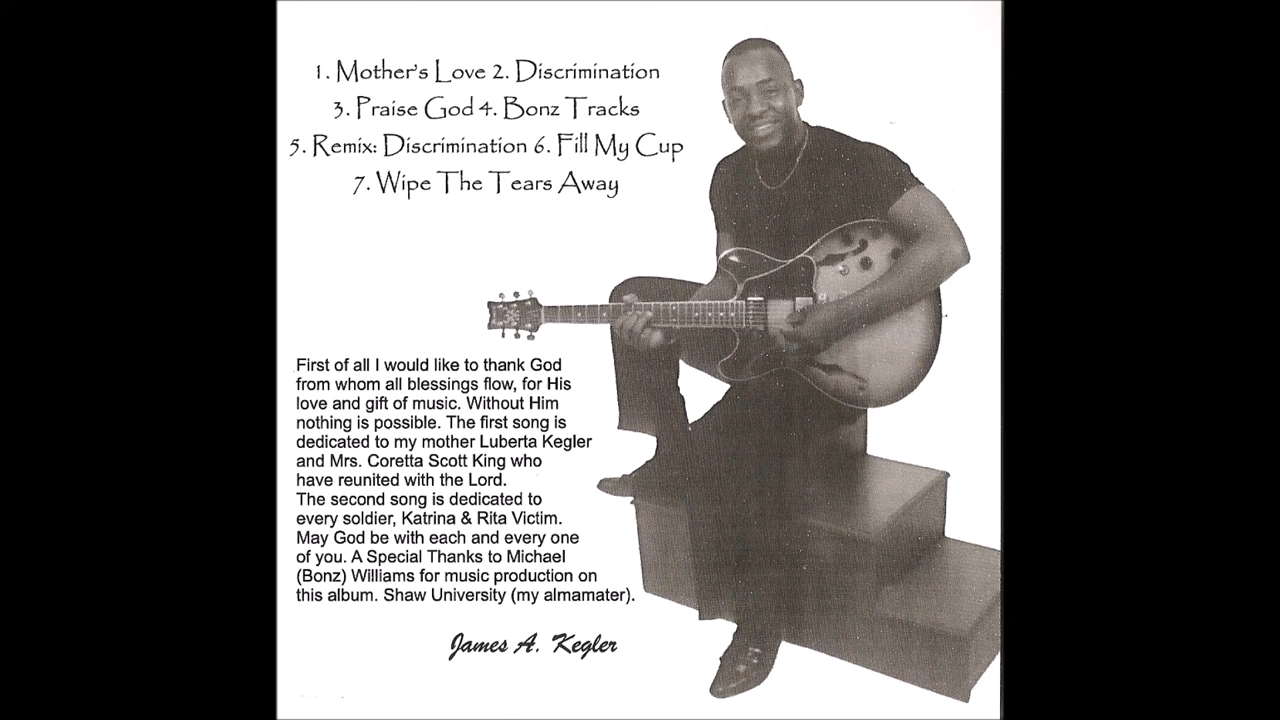 1. Mother's Love 2. Discrimination
3. Praise God 4. Bonz Tracks
5. Remix: Discrimination 6. Fill My Cup
7. Wipe The Tears Away
First of all I would like to thank God
from whom all blessings flow, for His
love and gift of music. Without Him
nothing is possible. The first song is
dedicated to my mother Luberta Kegler
and Mrs. Coretta Scott King who
have reunited with the Lord.
The second song is dedicated to
every soldier, Katrina & Rita Victim.
May God be with each and every one
of you. A Special Thanks to Michael
(Bonz) Williams for music production on
this album. Shaw University (my almamater).
James A. Kegler